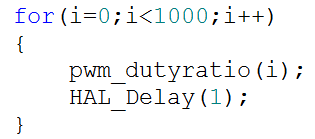 for(i=0;i<1000;i++)
{
    pwm_dutyratio(i);
    HAL_Delay(1);
}